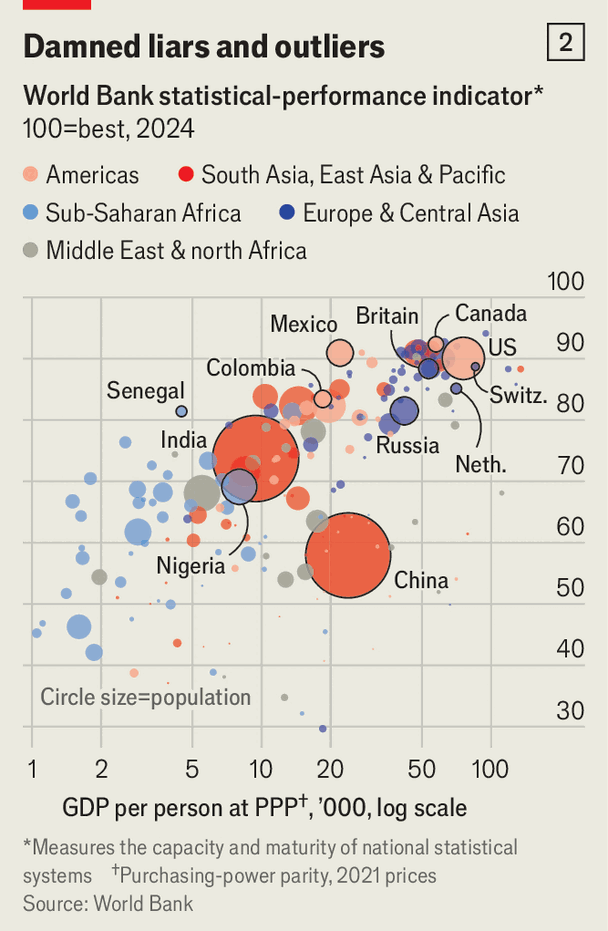 Damned liars and outliers
2
World Bank statistical-performance indicator*
100=best, 2024
Americas
South Asia, East Asia & Pacific
Sub-Saharan Africa
Europe & Central Asia
Middle East & north Africa
100
Mexico
Britain
Canada
90
US
Colombia
Switz.
Senegal
80
India
Russia
Neth.
70
60
Nigeria
China
50
40
Circle size=population
30
1 2 5 10 20 50 100
GDP per person at PPP†, ’000, log scale
*Measures the capacity and maturity of national statistical
systems †Purchasing-power parity, 2021 prices
Source: World Bank